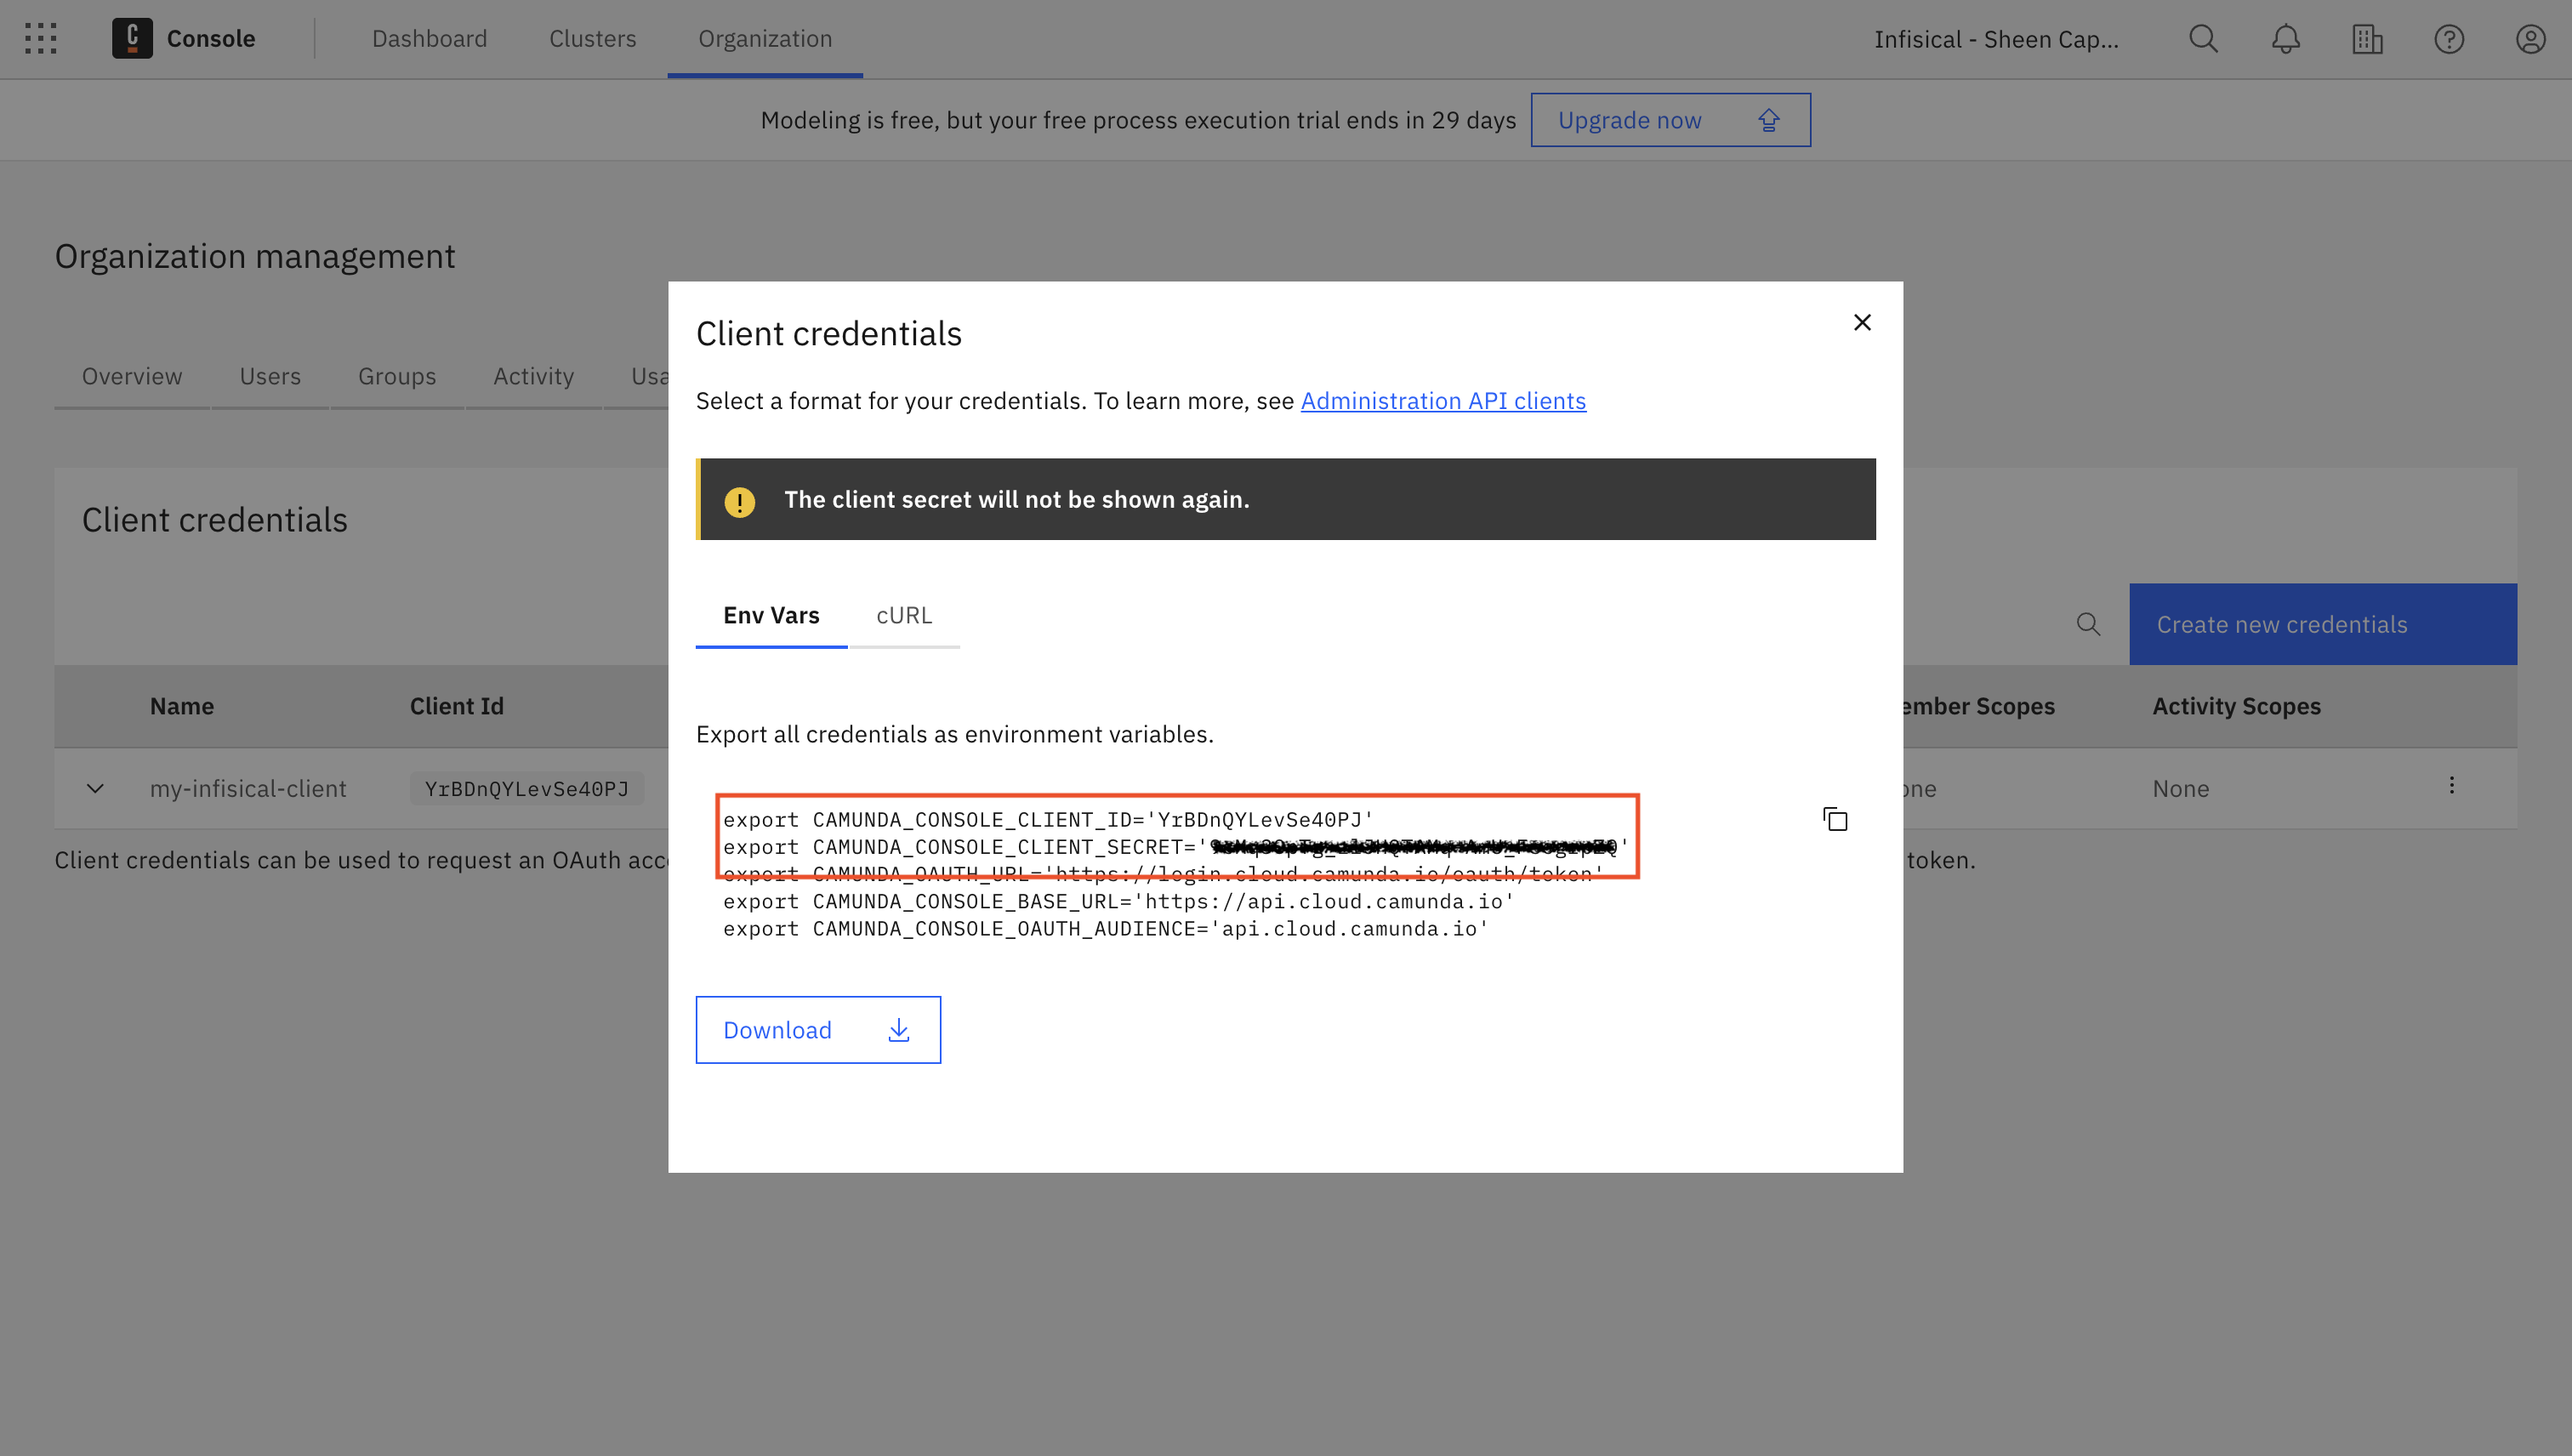 Console
Dashboard
Clusters
Organization
Infisical - Sheen Cap...
Modeling is free, but your free process execution trial ends in 29 days
Upgrade now
Organization management
Overview
Users
Groups
Activity
Usa
Client credentials
Create new credentials
Name
Client Id
ember Scopes
Activity Scopes
my-infisical-client
YrBDnQYLevSe40PJ
one
None
Client credentials can be used to request an OAuth acc
token.
Client credentials
Select a format for your credentials. To learn more, see Administration API clients
The client secret will not be shown again.
Env Vars
cURL
Export all credentials as environment variables.
export CAMUNDA_CONSOLE_CLIENT_ID='YrBDnQYLevSe40PJ'
export CAMUNDA_CONSOLE_CLIENT_SECRET='
export CAMUNDA_OAUTH_URL='https://login.cloud.camunda.io/oauth/token'
export CAMUNDA_CONSOLE_BASE_URL='https://api.cloud.camunda.io'
export CAMUNDA_CONSOLE_OAUTH_AUDIENCE='api.cloud.camunda.io'
Download